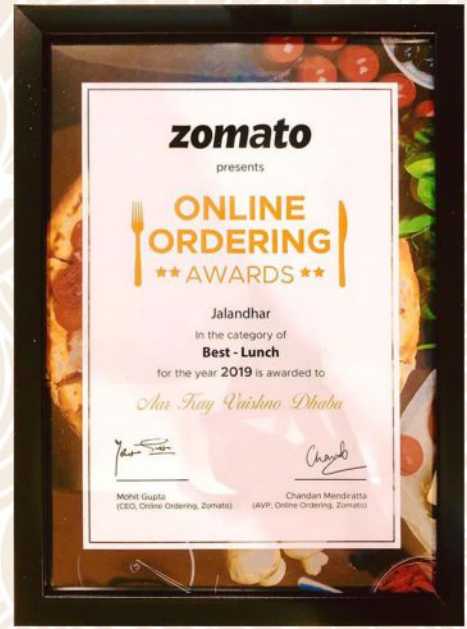 zomato
presents
ONLINE
ORDERING
★★ AWARDS ★★
Jalandhar
In the category of
Best - Lunch
for the year 2019 is awarded to
Aar Kay Vaishno Dhaba
Mohit Gupta Chandan Mendiratta
(CEO, Online Ordering, Zomato) (AVP, Online Ordering, Zomato)